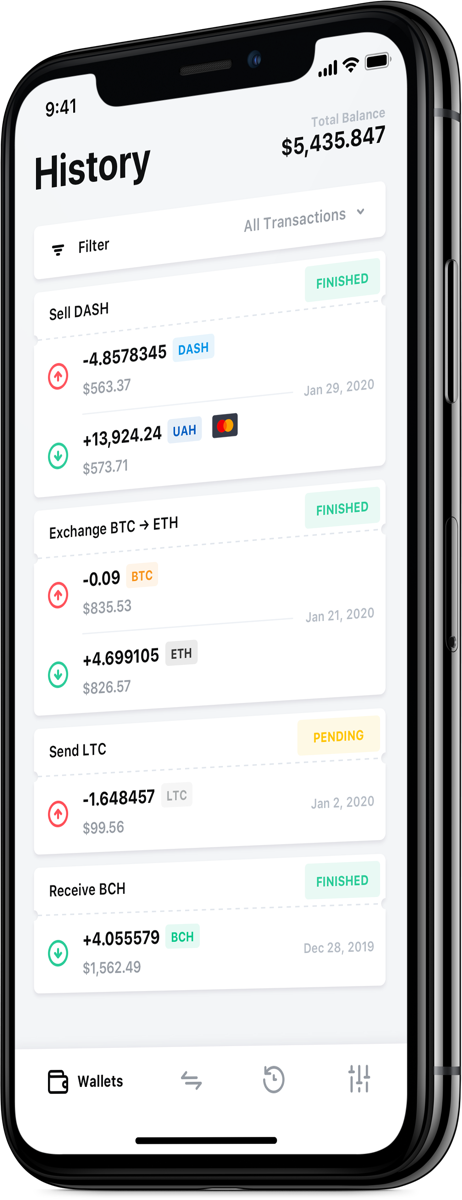 9:41
Total Balance
History
$5,435.847
Filter
All Transactions
Sell DASH
FINISHED
-4.8578345 DASH
$563.37
Jan 29, 2020
+13,924.24 UAH
$573.71
Exchange BTC → ETH
FINISHED
-0.09 BTC
$835.53
Jan 21, 2020
+4.699105 ETH
$826.57
Send LTC
PENDING
-1.648457 LTC
$99.56
Jan 2, 2020
Receive BCH
FINISHED
+4.055579 BCH
$1,562.49
Dec 28, 2019
Wallets